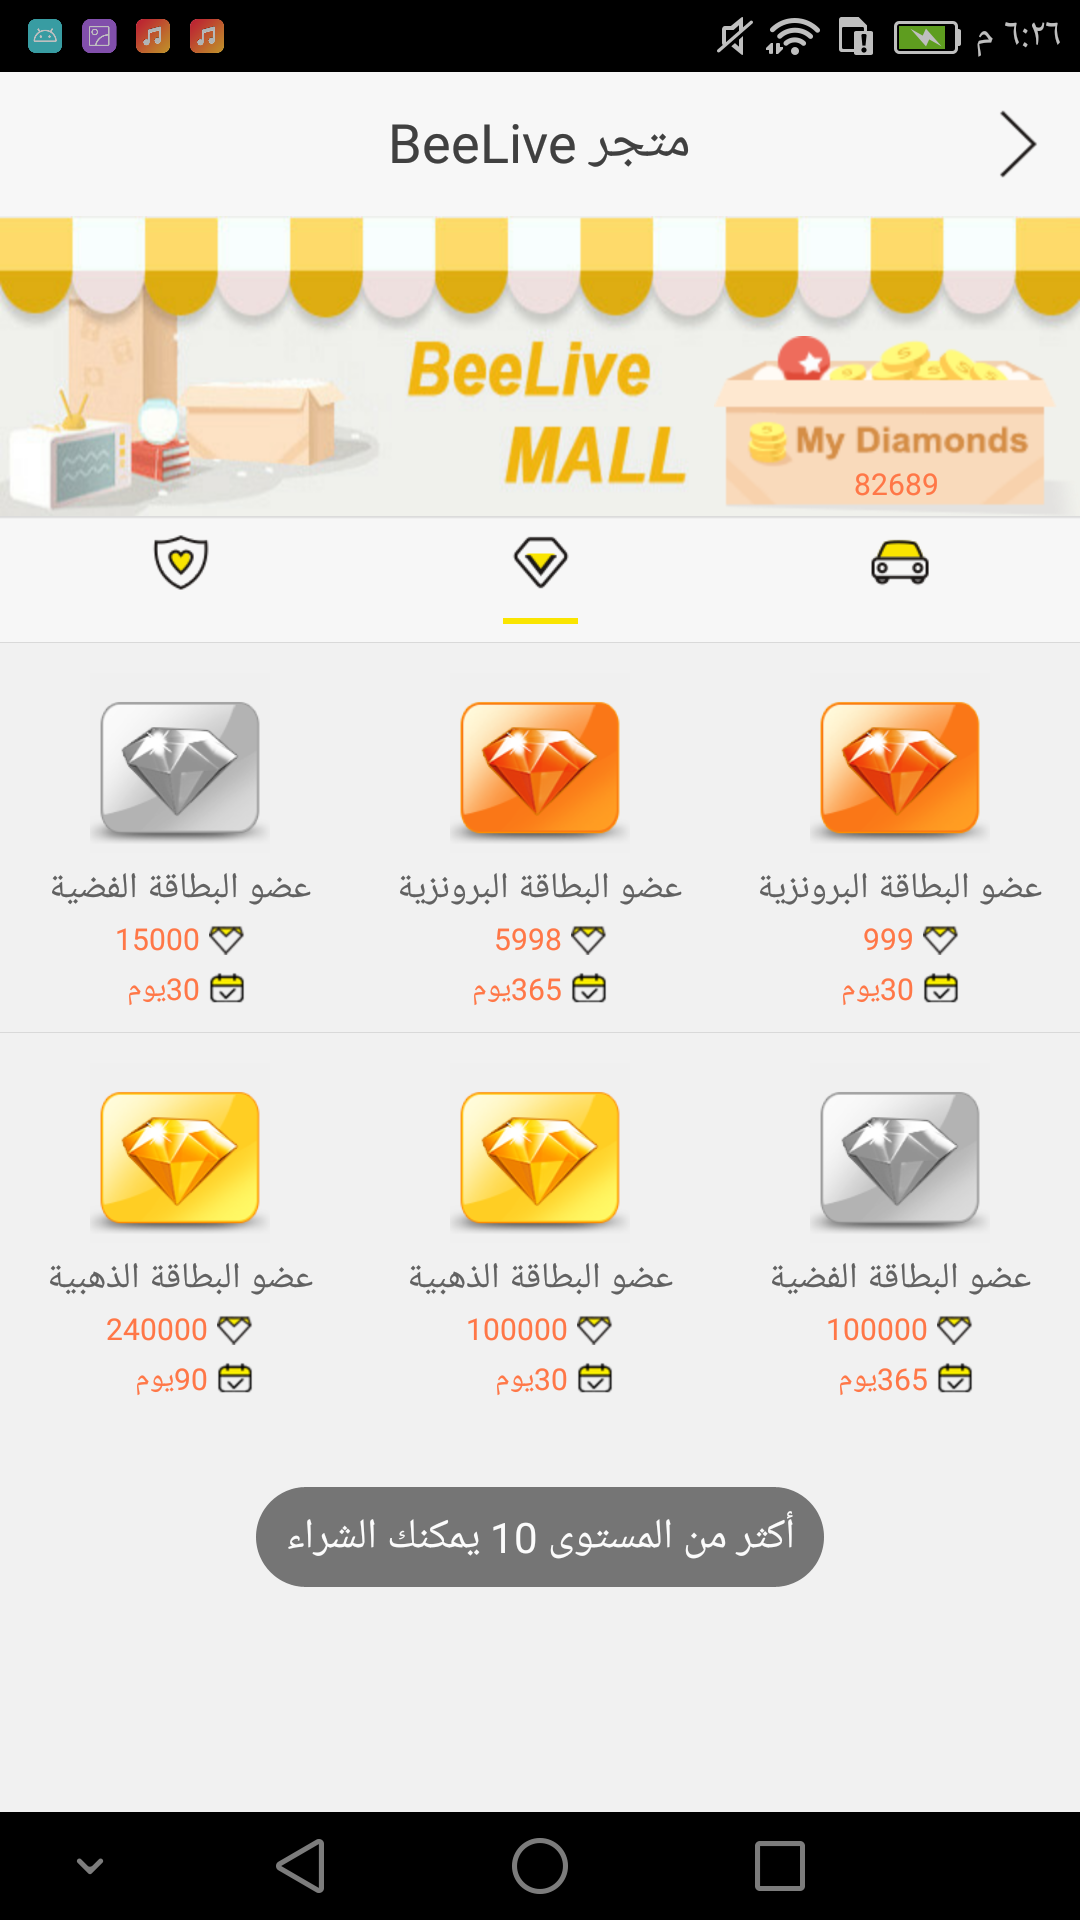 ٦:٢٦ م
متجر BeeLive
BeeLive
MALL
My Diamonds
82689
عضو البطاقة البرونزية
999
30يوم
عضو البطاقة البرونزية
5998
365يوم
عضو البطاقة الفضية
15000
30يوم
عضو البطاقة الفضية
100000
365يوم
عضو البطاقة الذهبية
100000
30يوم
عضو البطاقة الذهبية
240000
90يوم
أكثر من المستوى 10 يمكنك الشراء